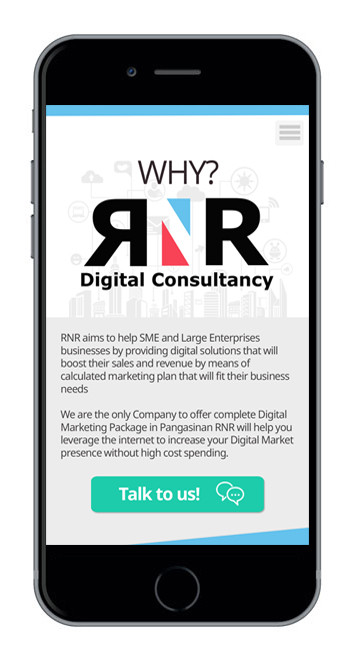 WHY?
RNR
Digital Consultancy
RNR aims to help SME and Large Enterprises
businesses by providing digital solutions that will
boost their sales and revenue by means of
calculated marketing plan that will fit their business
needs
We are the only Company to offer complete Digital
Marketing Package in Pangasinan RNR will help you
leverage the internet to increase your Digital Market
presence without high cost spending.
Talk to us!